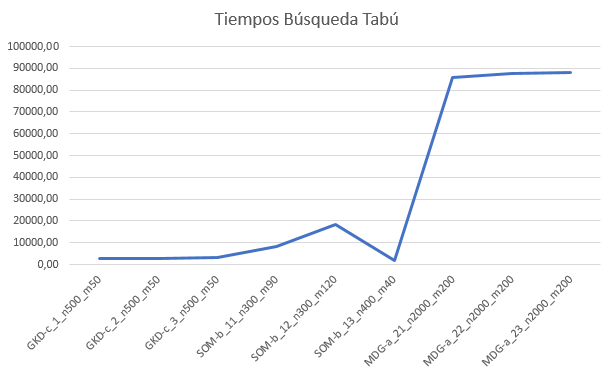 Tiempos Búsqueda Tabú
100000,00
90000,00
80000,00
70000,00
60000,00
50000,00
40000,00
30000,00
20000,00
10000,00
0,00
GKD-c_1_n500_m50
GKD-c_2_n500_m50
GKD-c_3_n500_m50
SOM-b_11_n300_m90
SOM-b_12_n300_m120
SOM-b_13_n400_m40
MDG-a_21_n2000_m200
MDG-a_22_n2000_m200
MDG-a_23_n2000_m200